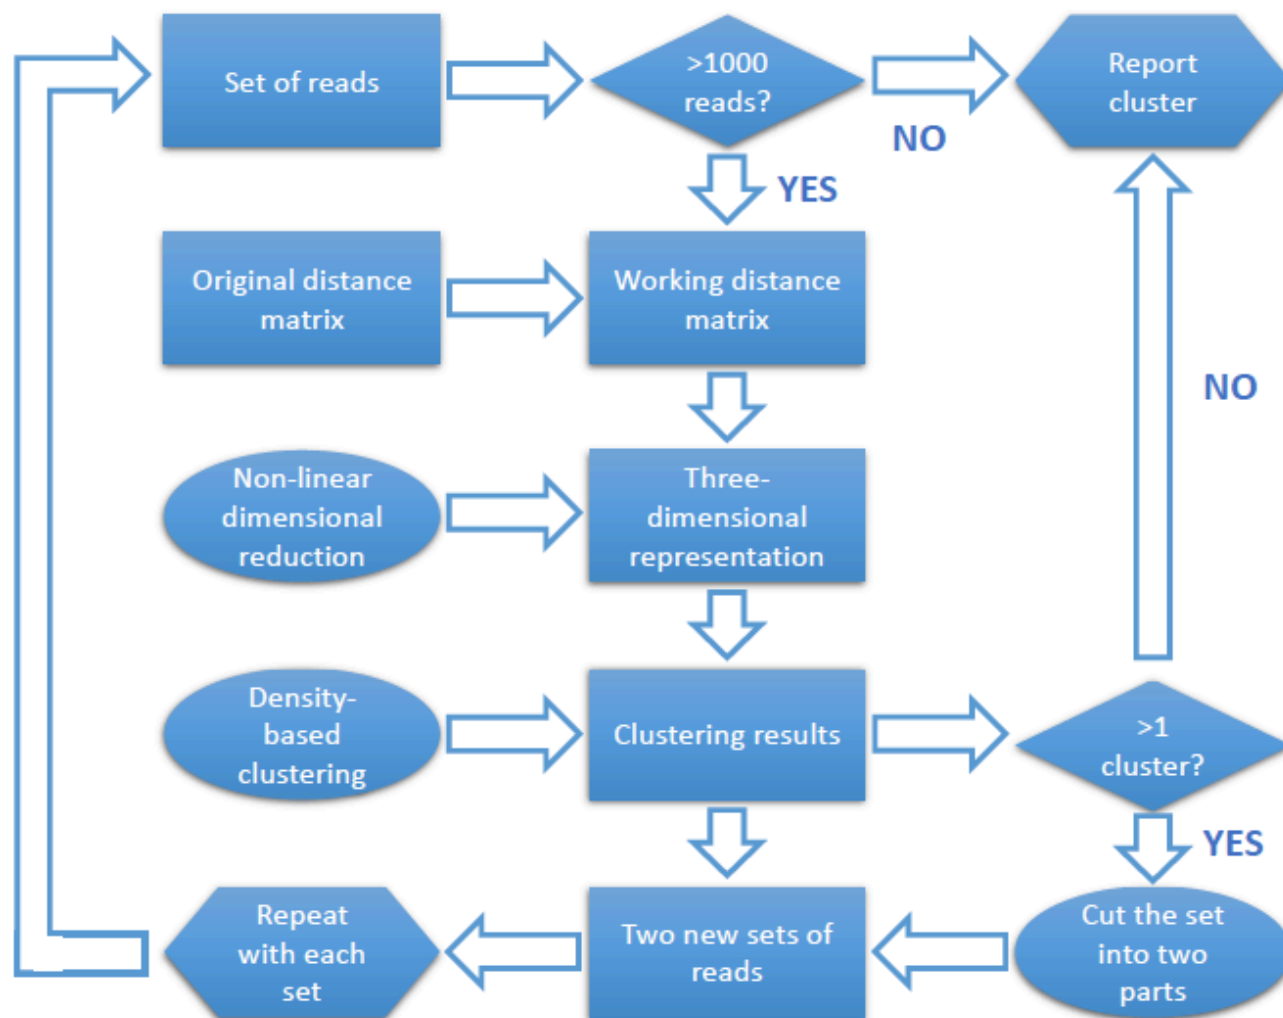 Set of reads
>1000
reads?
Report
cluster
NO
YES
Original distance
matrix
Working distance
matrix
NO
Non-linear
dimensional
reduction
Three-
dimensional
representation
Density-
based
clustering
Clustering results
>1
cluster?
YES
Repeat
with each
set
Two new sets of
reads
Cut the set
into two
parts